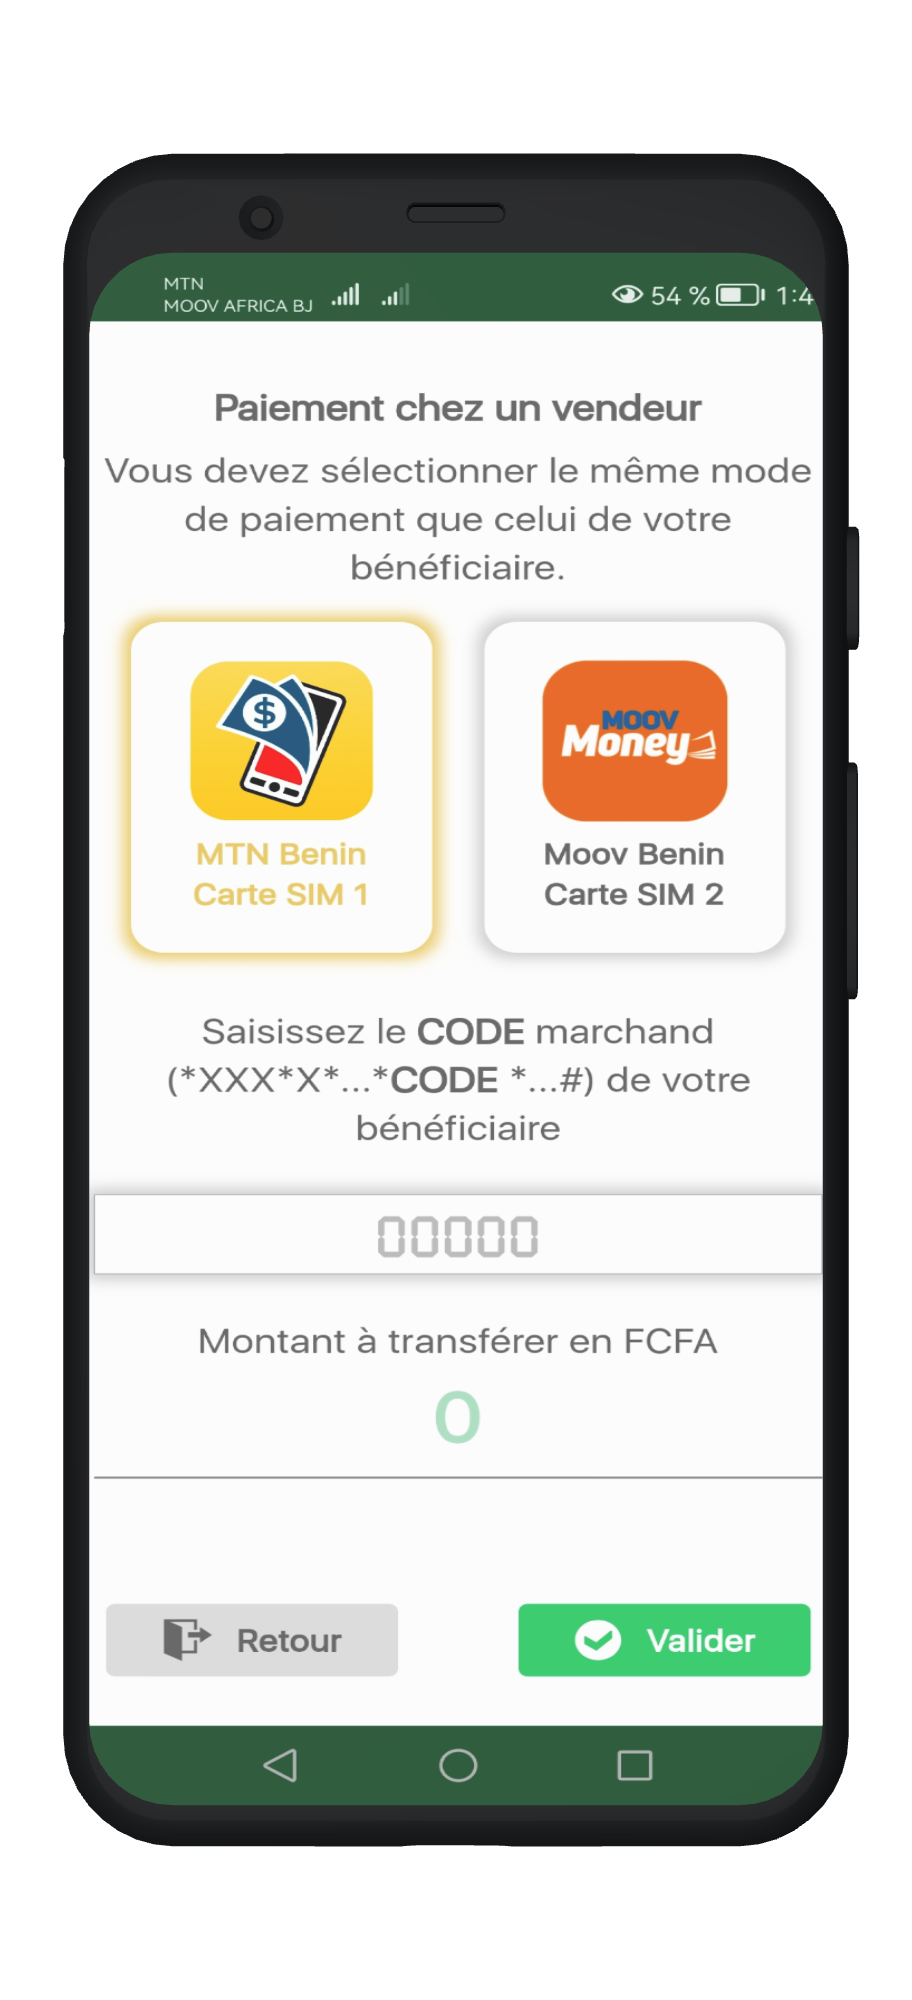 MTN
MOOV AFRICA BJ
54 %
1:4
Paiement chez un vendeur
Vous devez sélectionner le même mode
de paiement que celui de votre
bénéficiaire.
$
MOOV
Money
MTN Benin
Carte SIM 1
Moov Benin
Carte SIM 2
Saisissez le CODE marchand
(*XXX*X*...*CODE *...#) de votre
bénéficiaire
00000
Montant à transférer en FCFA
0
Retour
Valider